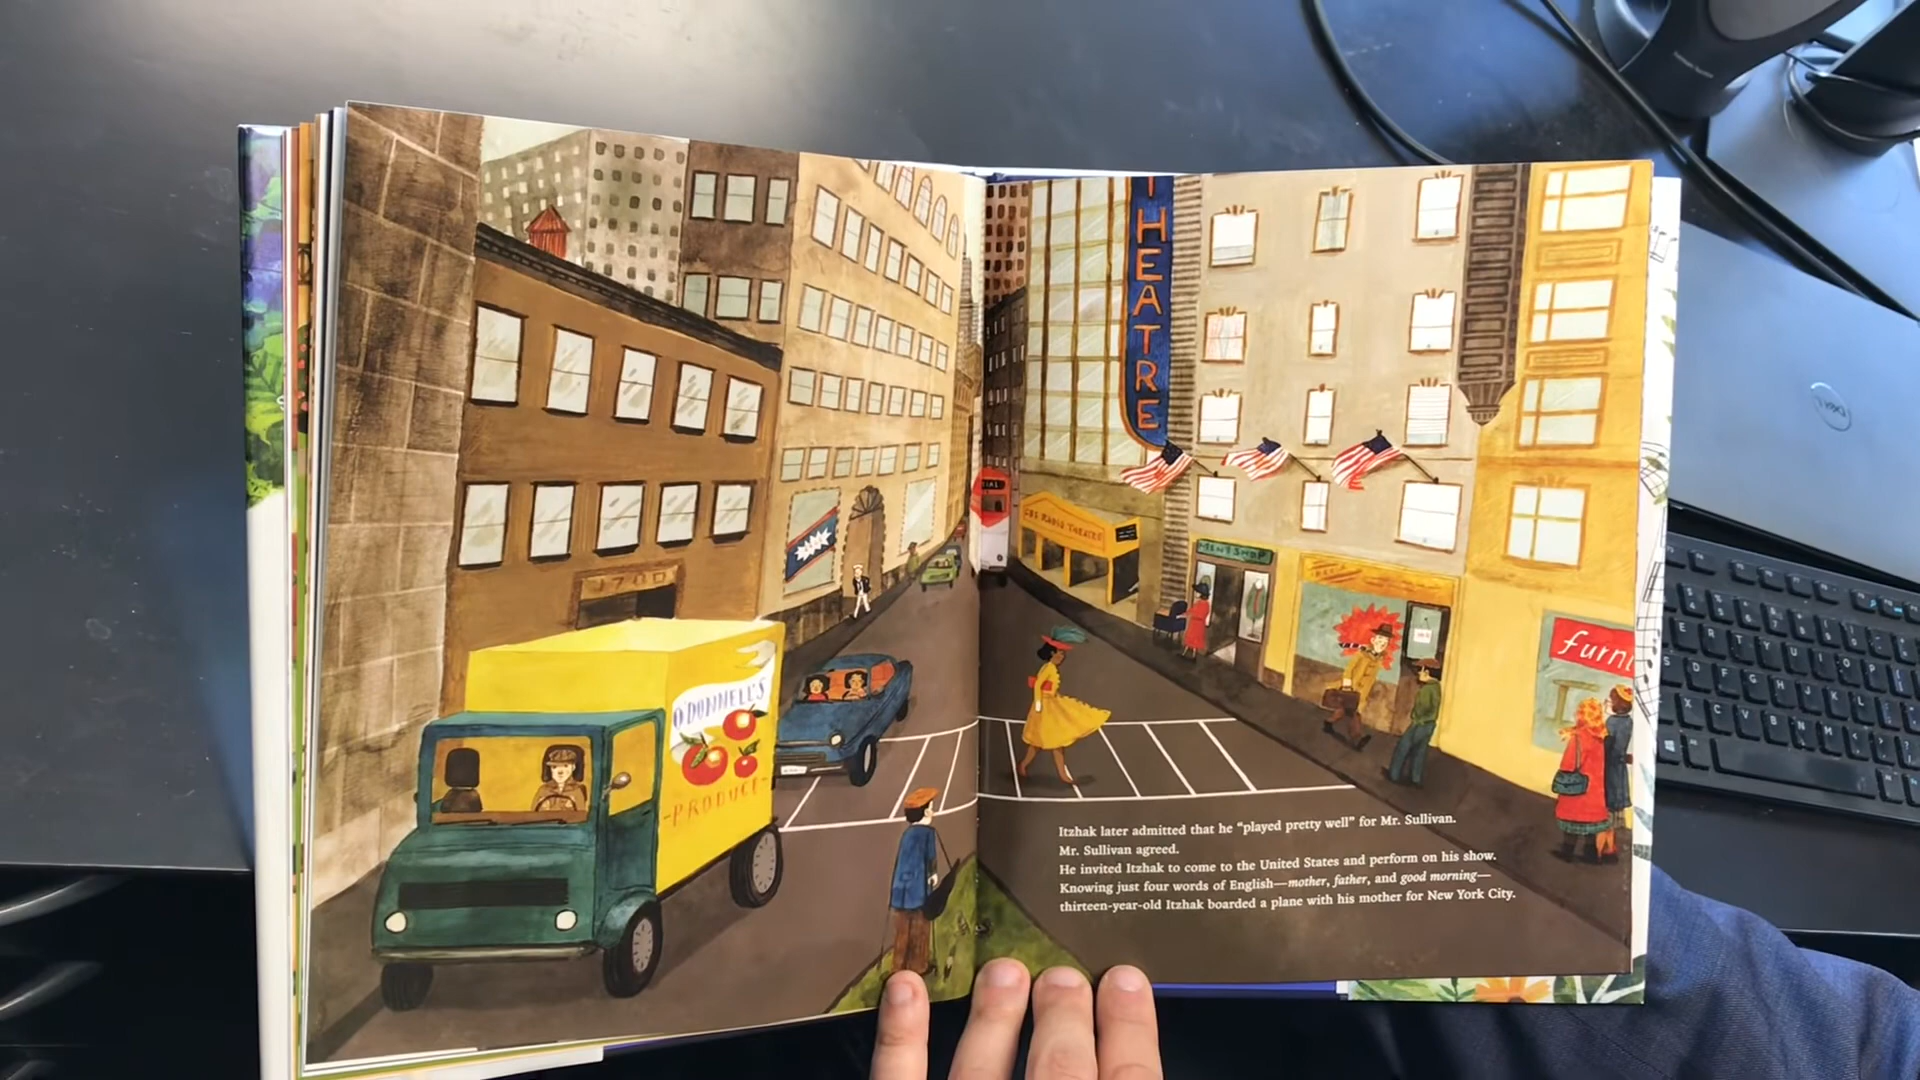 1700
O'DONNELL'S
-PRODUCE-
THEATRE
CBS RADIO THEATRE
MEN'S SHOP
furni
Itzhak later admitted that he “played pretty well” for Mr. Sullivan.
Mr. Sullivan agreed.
He invited Itzhak to come to the United States and perform on his show.
Knowing just four words of English—mother, father, and good morning—
thirteen-year-old Itzhak boarded a plane with his mother for New York City.
DELL